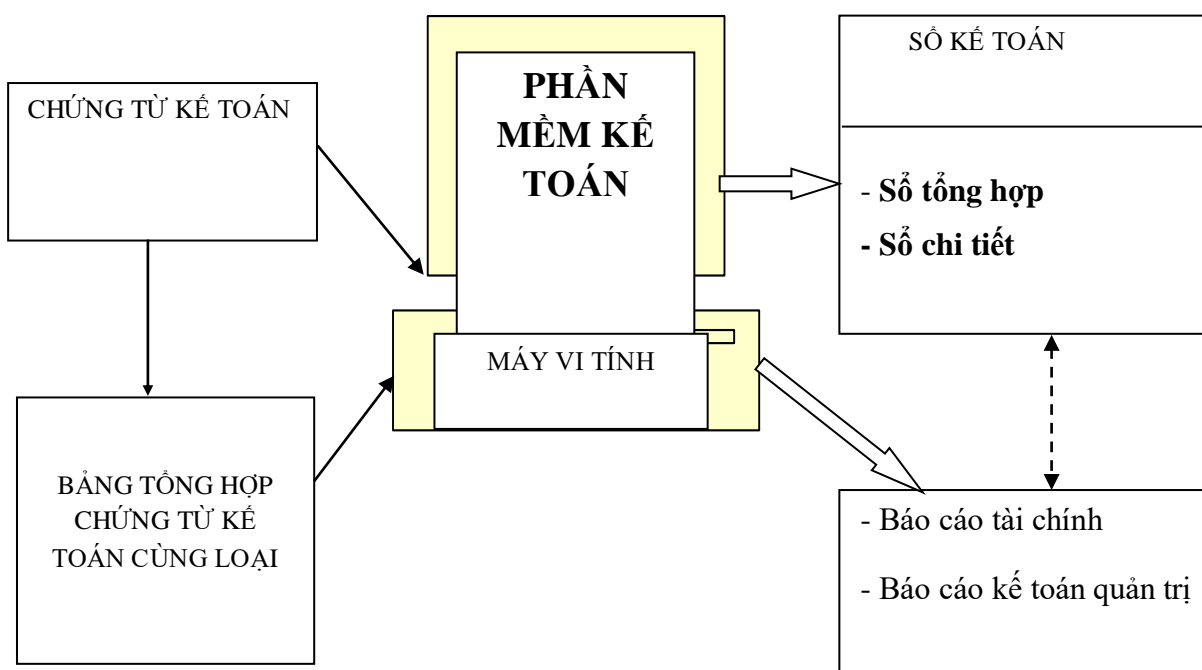 CHỨNG TỪ KẾ TOÁN
BẢNG TỔNG HỢP
CHỨNG TỪ KẾ
TOÁN CÙNG LOẠI
PHẦN
MỀM KẾ
TOÁN
MÁY VI TÍNH
SỔ KẾ TOÁN
- Sổ tổng hợp
- Sổ chi tiết
- Báo cáo tài chính
- Báo cáo kế toán quản trị